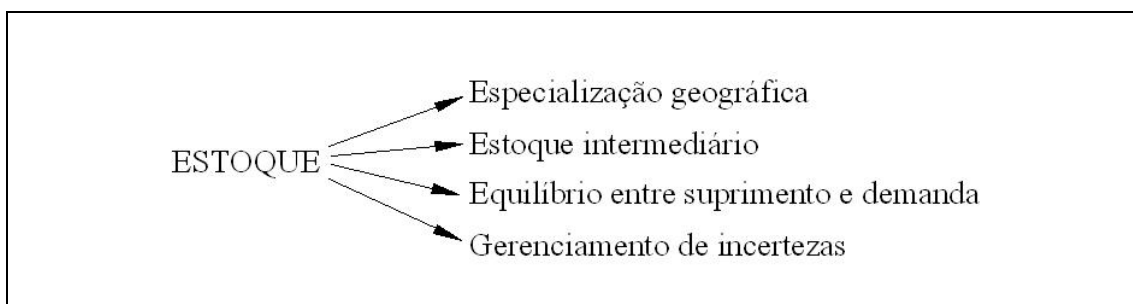 Especialização geográfica
Estoque intermediário
ESTOQUE
Equilíbrio entre suprimento e demanda
Gerenciamento de incertezas